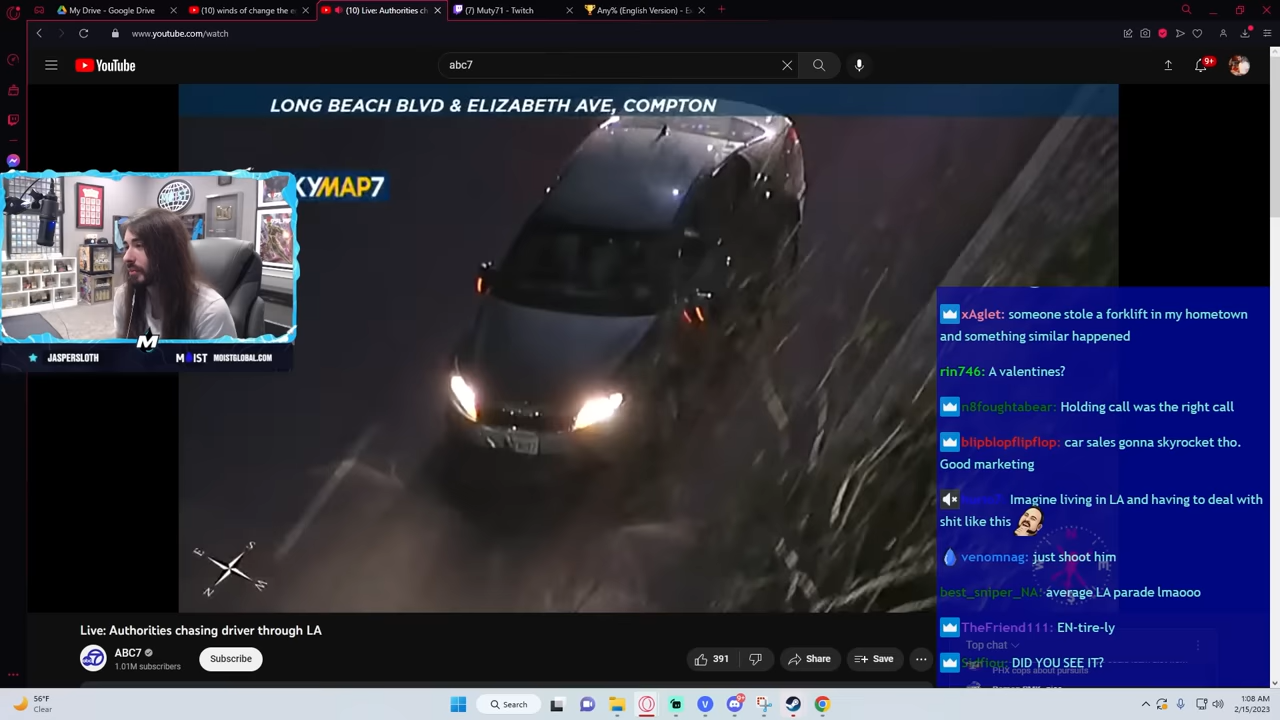 My Drive - Google Drive
(10) winds of change the n
(10) Live: Authorities ch
(2) Muty71 - Twitch
Any% (English Version) - E
www.youtube.com/watch
YouTube
abc7
9+
LONG BEACH BLVD & ELIZABETH AVE, COMPTON
KYMAP7
M
JASPERSLOTH
MOIST MOISTGLOBAL.COM
xAglet: someone stole a forklift in my hometown
and something similar happened
rin746: A valentines?
n8foughtabear: Holding call was the right call
blipblopflipflop: car sales gonna skyrocket tho.
Good marketing
Imagine living in LA and having to deal with
shit like this
venomnag: just shoot him
best_sniper_NA: average LA parade lmaooo
TheFriend111: EN-tire-ly
DID YOU SEE IT?
Top chat
PHX cops about pursuits
S
E
W
N
Live: Authorities chasing driver through LA
ABC7
1.01M subscribers
Subscribe
391
Share
Save
56°F
Clear
Search
1:08 AM
2/15/2023